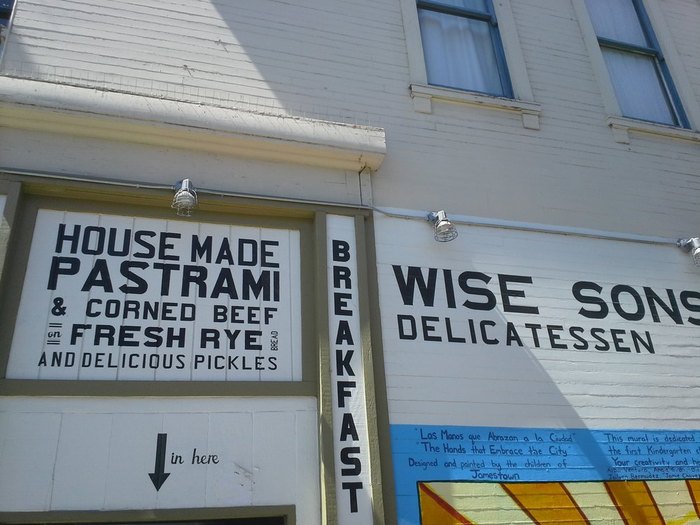 HOUSE MADE
PASTRAMI
& CORNED BEEF
on FRESH RYE BREAD
AND DELICIOUS PICKLES
in here
BREAKFAST
WISE SONS
DELICATESSEN
"Las Manos que Abrazan a la Ciudad"
"The Hands that Embrace the City
Designed and painted by the children of
Jamestown
This mural is dedicated
the first Kindergarten
Your creativity and